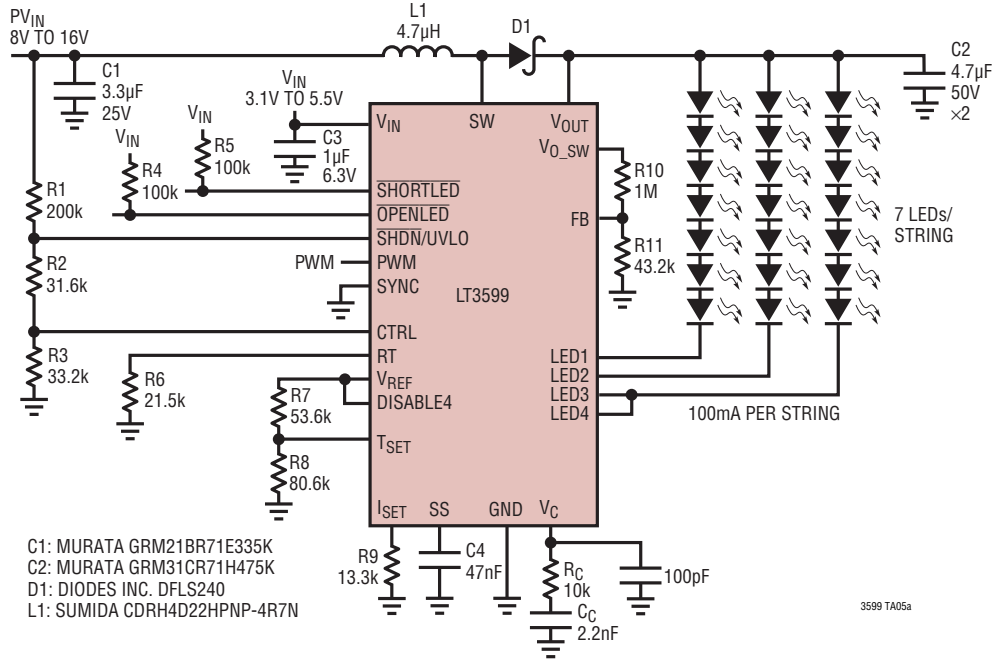 PVIN
8V TO 16V
L1
4.7µH
D1
C1
3.3µF
25V
C2
4.7µF
50V
×2
VIN
3.1V TO 5.5V
C3
1µF
6.3V
VIN
R5
100k
VIN
R4
100k
R1
200k
R2
31.6k
R3
33.2k
PWM
R6
21.5k
R7
53.6k
R8
80.6k
VIN
SW
VOUT
VO_SW
SHORTLED
OPENLED
SHDN/UVLO
PWM
SYNC
LT3599
FB
CTRL
RT
VREF
DISABLE4
TSET
LED1
LED2
LED3
LED4
ISET
SS
GND
VC
R10
1M
R11
43.2k
7 LEDs/
STRING
100mA PER STRING
R9
13.3k
C4
47nF
RC
10k
CC
2.2nF
100pF
C1: MURATA GRM21BR71E335K
C2: MURATA GRM31CR71H475K
D1: DIODES INC. DFLS240
L1: SUMIDA CDRH4D22HPNP-4R7N
3599 TA05a